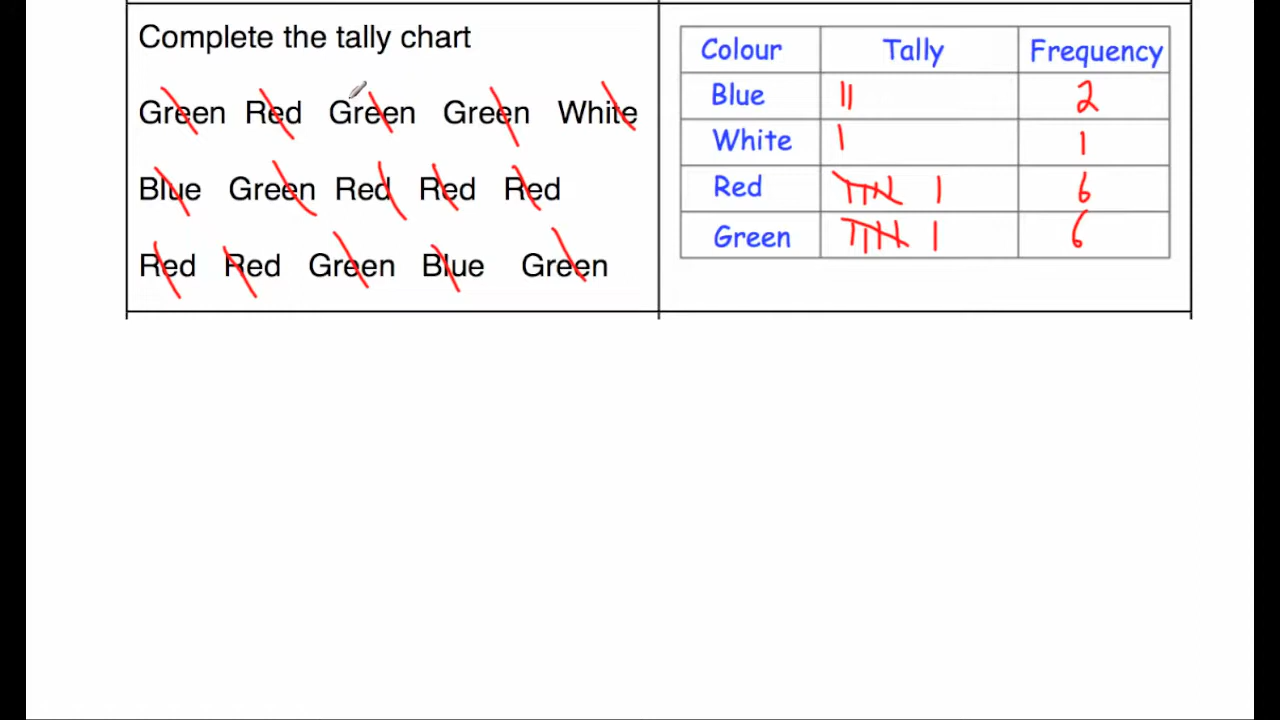 Complete the tally chart
Green Red Green Green White
Blue Green Red Red Red
Red Red Green Blue Green
Colour Tally Frequency
Blue || 2
White | 1
Red 𝍸 | 6
Green 𝍸 | 6